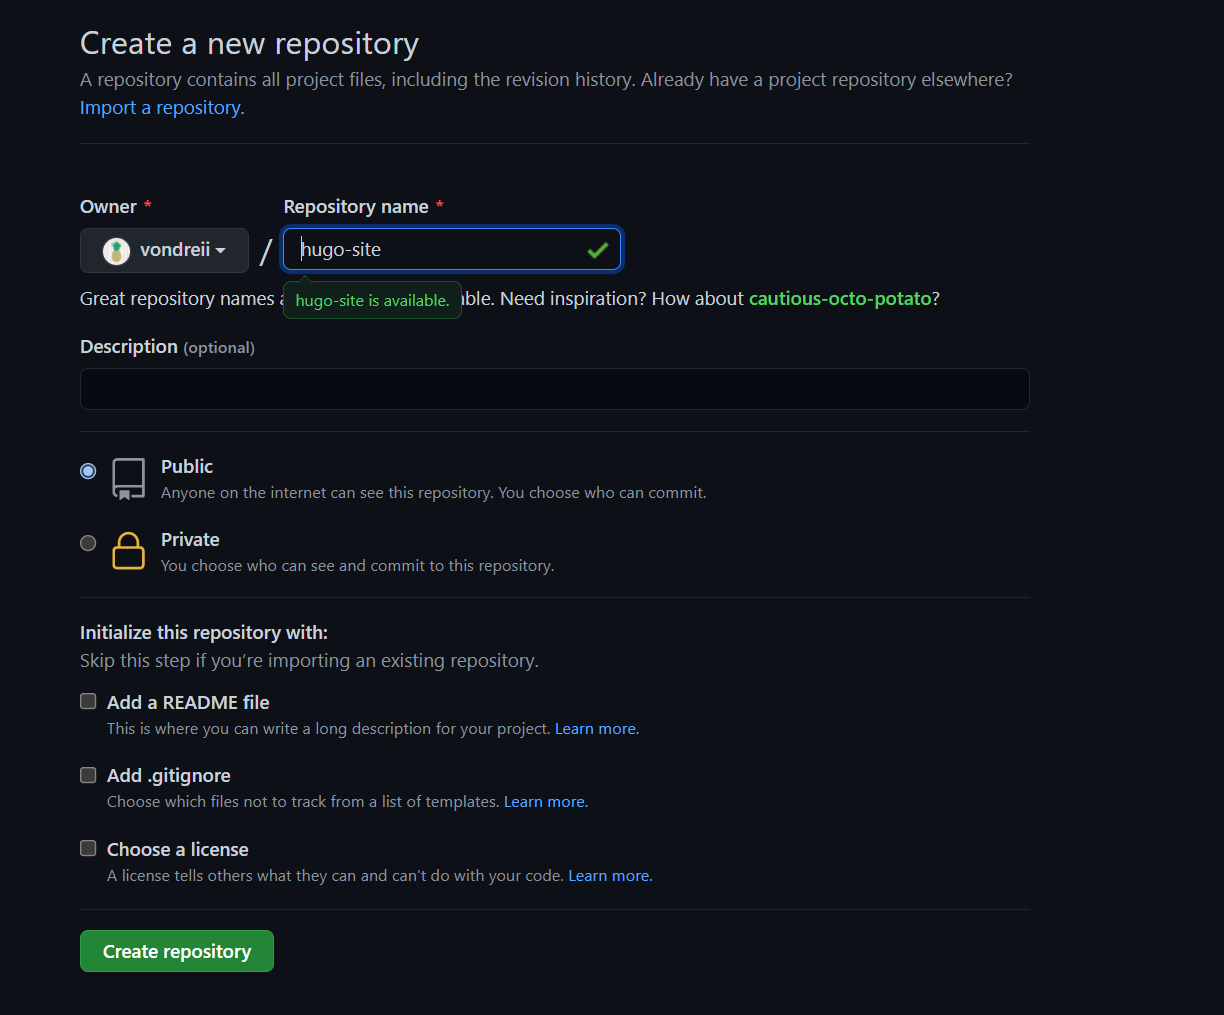 Create a new repository
A repository contains all project files, including the revision history. Already have a project repository elsewhere?
Import a repository.
Owner *
Repository name *
vondreii
/
hugo-site
Great repository names
hugo-site is available.
Need inspiration? How about cautious-octo-potato?
Description (optional)
Public
Anyone on the internet can see this repository. You choose who can commit.
Private
You choose who can see and commit to this repository.
Initialize this repository with:
Skip this step if you’re importing an existing repository.
Add a README file
This is where you can write a long description for your project. Learn more.
Add .gitignore
Choose which files not to track from a list of templates. Learn more.
Choose a license
A license tells others what they can and can't do with your code. Learn more.
Create repository